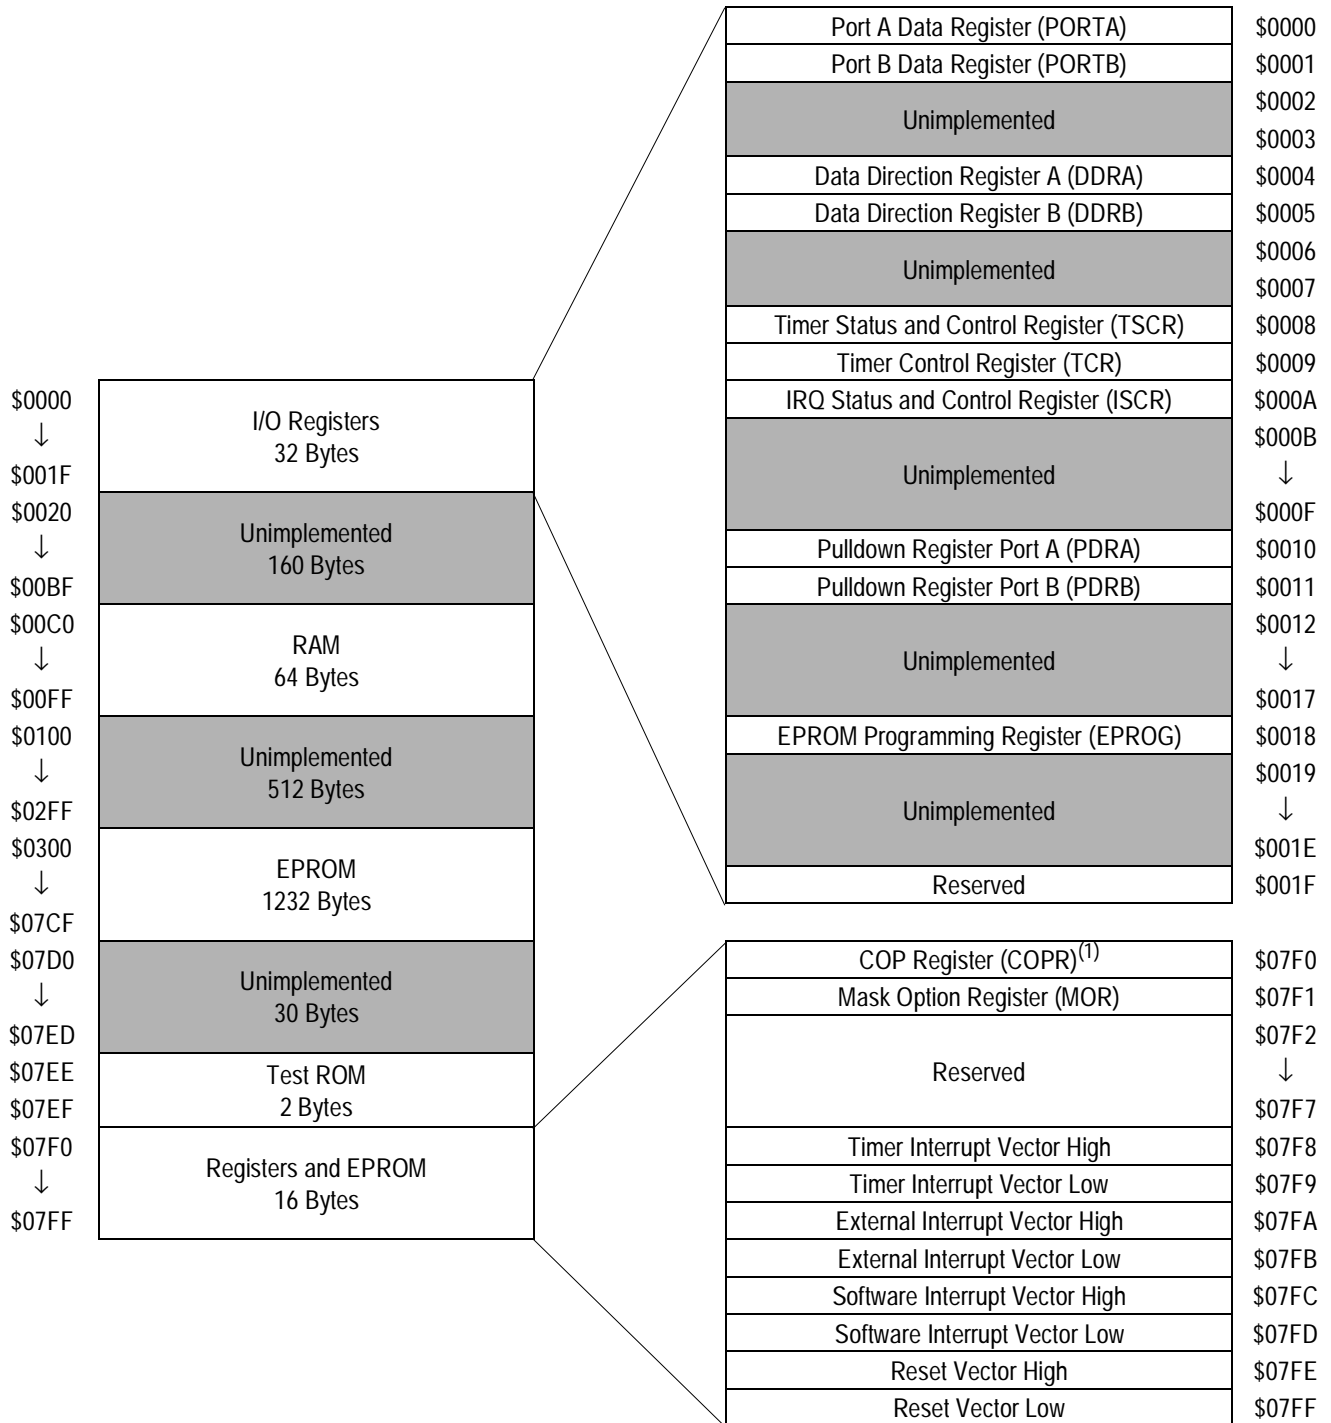 $0000
↓
$001F
I/O Registers
32 Bytes
$0020
↓
$00BF
Unimplemented
160 Bytes
$00C0
↓
$00FF
RAM
64 Bytes
$0100
↓
$02FF
Unimplemented
512 Bytes
$0300
↓
$07CF
EPROM
1232 Bytes
$07D0
↓
$07ED
Unimplemented
30 Bytes
$07EE
$07EF
Test ROM
2 Bytes
$07F0
↓
$07FF
Registers and EPROM
16 Bytes
Port A Data Register (PORTA) $0000
Port B Data Register (PORTB) $0001
Unimplemented
$0002
$0003
Data Direction Register A (DDRA) $0004
Data Direction Register B (DDRB) $0005
Unimplemented
$0006
$0007
Timer Status and Control Register (TSCR) $0008
Timer Control Register (TCR) $0009
IRQ Status and Control Register (ISCR) $000A
Unimplemented
$000B
↓
$000F
Pulldown Register Port A (PDRA) $0010
Pulldown Register Port B (PDRB) $0011
Unimplemented
$0012
↓
$0017
EPROM Programming Register (EPROG) $0018
Unimplemented
$0019
↓
$001E
Reserved $001F
COP Register (COPR)(1) $07F0
Mask Option Register (MOR) $07F1
Reserved
$07F2
↓
$07F7
Timer Interrupt Vector High $07F8
Timer Interrupt Vector Low $07F9
External Interrupt Vector High $07FA
External Interrupt Vector Low $07FB
Software Interrupt Vector High $07FC
Software Interrupt Vector Low $07FD
Reset Vector High $07FE
Reset Vector Low $07FF